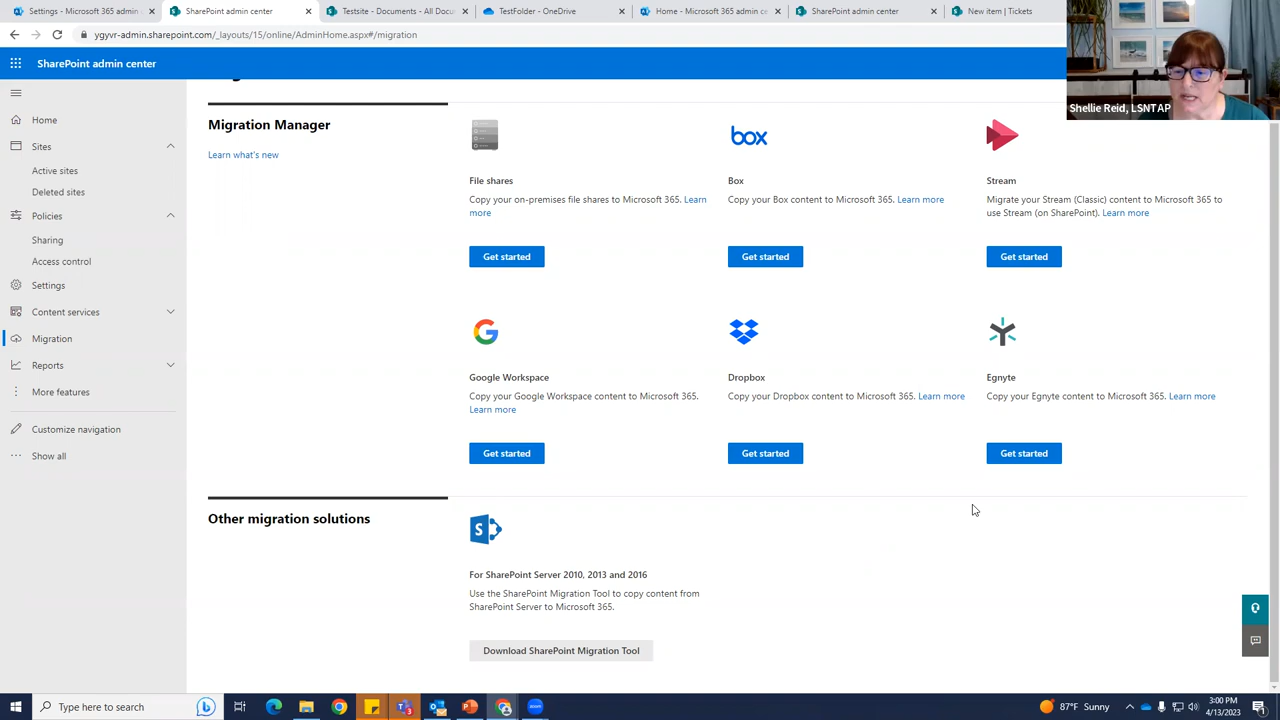 Settings - Microsoft 365 admin c
SharePoint admin center
Testsite - Documents - All Docu
TestFolder - OneDrive
Home - Microsoft 365 admin ce
SharePoint admin center
New item | Tickets
ygyvr-admin.sharepoint.com/_layouts/15/online/AdminHome.aspx#/migration
SharePoint admin center
Shellie Reid, LSNTAP
Home
Sites
Active sites
Deleted sites
Policies
Sharing
Access control
Settings
Content services
Migration
Reports
More features
Customize navigation
Show all
Migration Manager
Learn what's new
File shares
Copy your on-premises file shares to Microsoft 365. Learn
more
Get started
box
Box
Copy your Box content to Microsoft 365. Learn more
Get started
Stream
Migrate your Stream (Classic) content to Microsoft 365 to
use Stream (on SharePoint). Learn more
Get started
Google Workspace
Copy your Google Workspace content to Microsoft 365.
Learn more
Get started
Dropbox
Copy your Dropbox content to Microsoft 365. Learn more
Get started
Egnyte
Copy your Egnyte content to Microsoft 365. Learn more
Get started
Other migration solutions
S
For SharePoint Server 2010, 2013 and 2016
Use the SharePoint Migration Tool to copy content from
SharePoint Server to Microsoft 365.
Download SharePoint Migration Tool
Type here to search
87°F Sunny
3:00 PM
4/13/2023